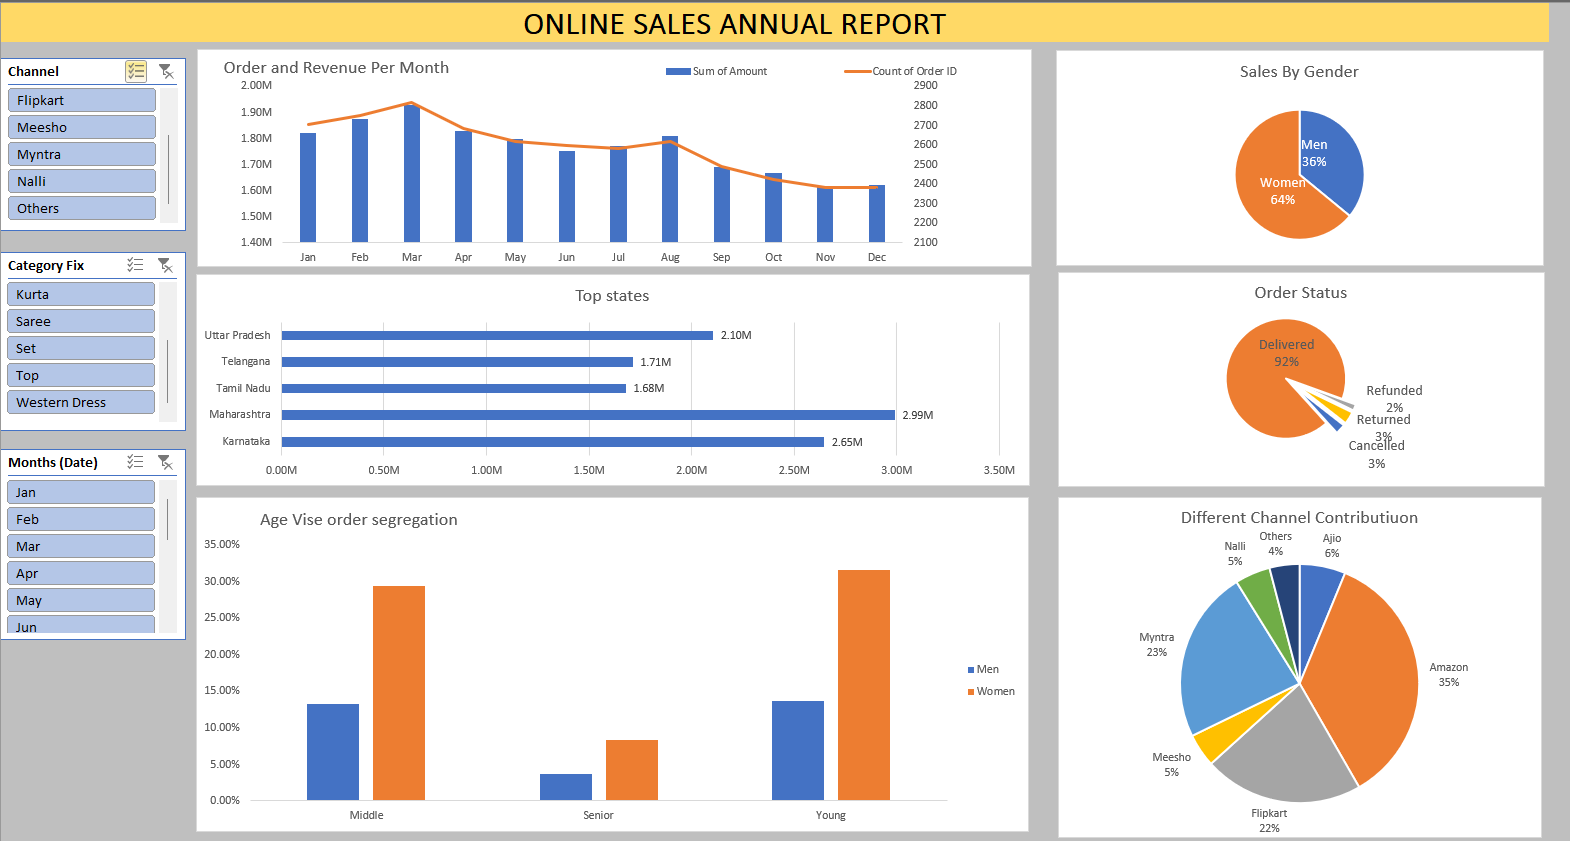 ONLINE SALES ANNUAL REPORT
Channel
Flipkart
Meesho
Myntra
Nalli
Others
Category Fix
Kurta
Saree
Set
Top
Western Dress
Months (Date)
Jan
Feb
Mar
Apr
May
Jun
Order and Revenue Per Month
Sum of Amount
Count of Order ID
2.00M
1.90M
1.80M
1.70M
1.60M
1.50M
1.40M
2900
2800
2700
2600
2500
2400
2300
2200
2100
Jan Feb Mar Apr May Jun Jul Aug Sep Oct Nov Dec
Top states
Uttar Pradesh 2.10M
Telangana 1.71M
Tamil Nadu 1.68M
Maharashtra 2.99M
Karnataka 2.65M
0.00M 0.50M 1.00M 1.50M 2.00M 2.50M 3.00M 3.50M
Age Vise order segregation
35.00%
30.00%
25.00%
20.00%
15.00%
10.00%
5.00%
0.00%
Middle Senior Young
Men
Women
Sales By Gender
Men
36%
Women
64%
Order Status
Delivered
92%
Refunded
2%
Returned
3%
Cancelled
3%
Different Channel Contributiuon
Ajio
6%
Amazon
35%
Flipkart
22%
Meesho
5%
Myntra
23%
Nalli
5%
Others
4%